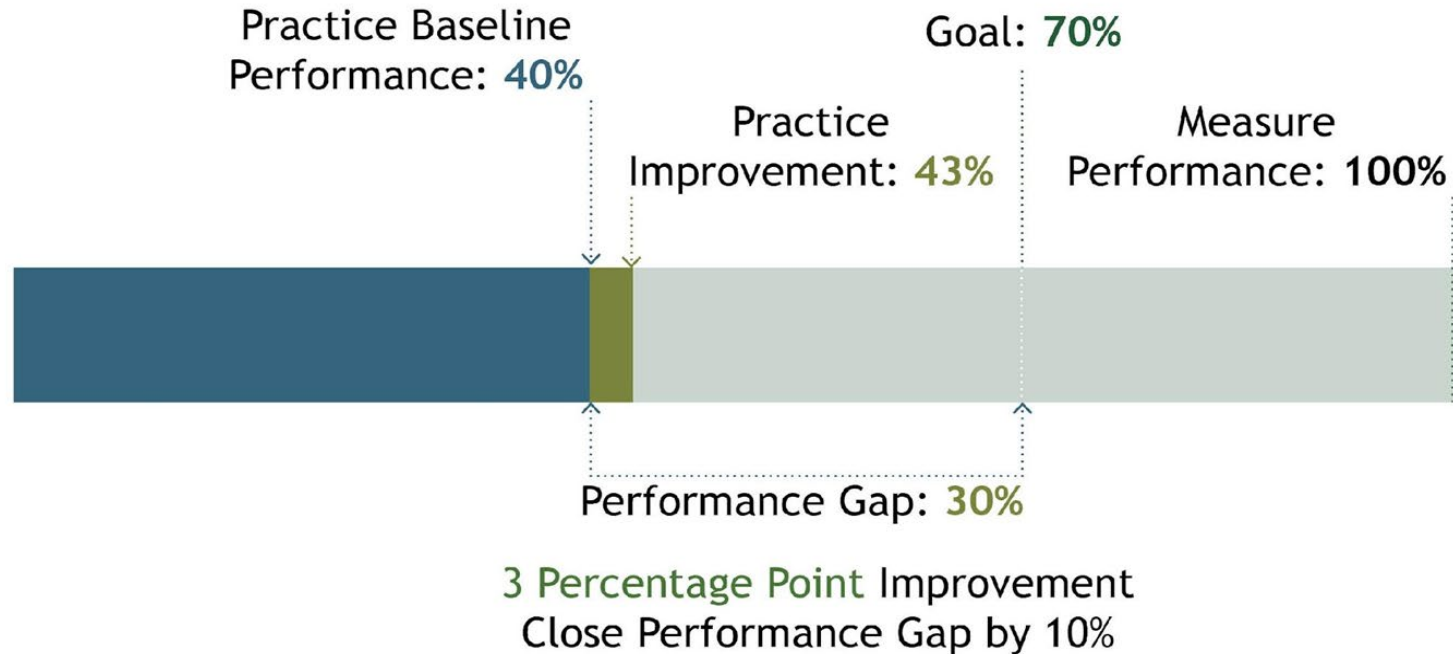 Practice Baseline
Performance: 40%
Goal: 70%
Practice
Improvement: 43%
Measure
Performance: 100%
Performance Gap: 30%
3 Percentage Point Improvement
Close Performance Gap by 10%